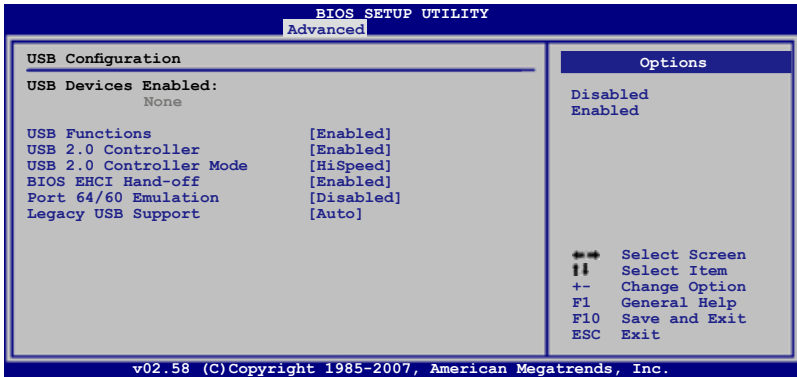 BIOS SETUP UTILITY
Advanced
USB Configuration
USB Devices Enabled:
None
USB Functions [Enabled]
USB 2.0 Controller [Enabled]
USB 2.0 Controller Mode [HiSpeed]
BIOS EHCI Hand-off [Enabled]
Port 64/60 Emulation [Disabled]
Legacy USB Support [Auto]
Options
Disabled
Enabled
←→ Select Screen
↑↓ Select Item
+- Change Option
F1 General Help
F10 Save and Exit
ESC Exit
v02.58 (C)Copyright 1985-2007, American Megatrends, Inc.